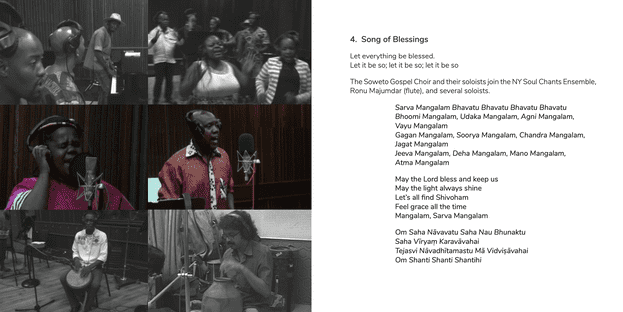 4. Song of Blessings
Let everything be blessed.
Let it be so; let it be so; let it be so
The Soweto Gospel Choir and their soloists join the NY Soul Chants Ensemble,
Ronu Majumdar (flute), and several soloists.
Sarva Mangalam Bhavatu Bhavatu Bhavatu Bhavatu
Bhoomi Mangalam, Udaka Mangalam, Agni Mangalam,
Vayu Mangalam
Gagan Mangalam, Soorya Mangalam, Chandra Mangalam,
Jagat Mangalam
Jeeva Mangalam, Deha Mangalam, Mano Mangalam,
Atma Mangalam
May the Lord bless and keep us
May the light always shine
Let's all find Shivoham
Feel grace all the time
Mangalam, Sarva Mangalam
Om Saha Nāvavatu Saha Nau Bhunaktu
Saha Vīryaṃ Karavāvahai
Tejasvi Nāvadhītamastu Mā Vidviṣāvahai
Om Shanti Shanti Shantihi